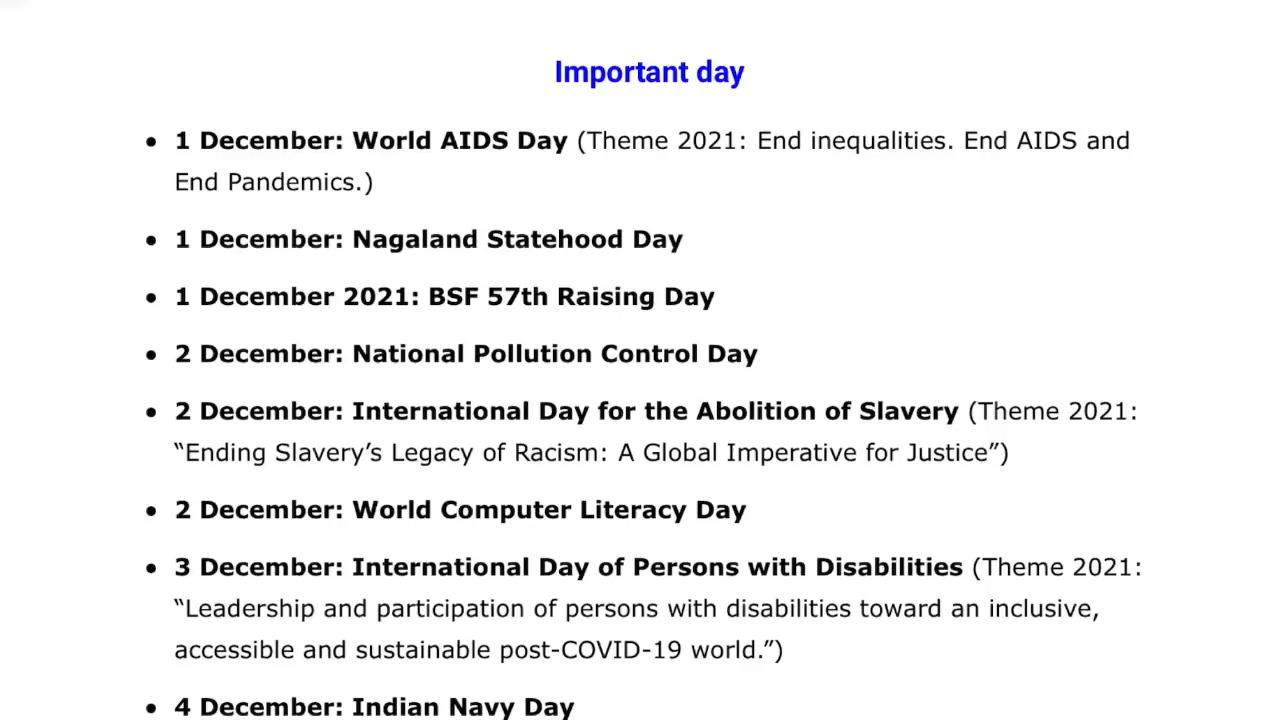 Important day
• 1 December: World AIDS Day (Theme 2021: End inequalities. End AIDS and
End Pandemics.)
• 1 December: Nagaland Statehood Day
• 1 December 2021: BSF 57th Raising Day
• 2 December: National Pollution Control Day
• 2 December: International Day for the Abolition of Slavery (Theme 2021:
“Ending Slavery’s Legacy of Racism: A Global Imperative for Justice”)
• 2 December: World Computer Literacy Day
• 3 December: International Day of Persons with Disabilities (Theme 2021:
“Leadership and participation of persons with disabilities toward an inclusive,
accessible and sustainable post-COVID-19 world.”)
• 4 December: Indian Navy Day